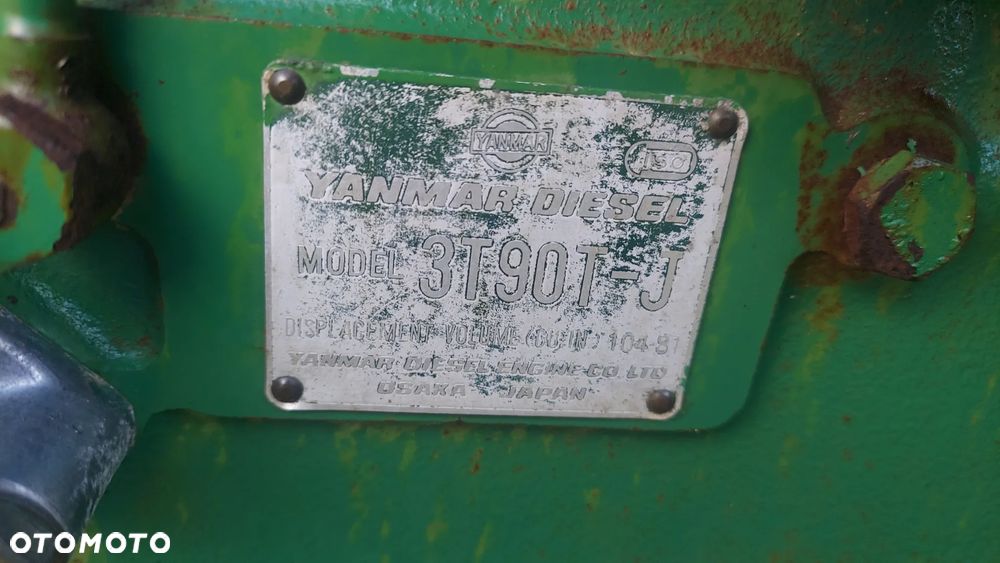 YANMAR
ISO
YANMAR DIESEL
MODEL 3T90T-J
DISPLACEMENT VOLUME (CU·IN) 104·31
YANMAR DIESEL ENGINE CO LTD
OSAKA JAPAN
OTOMOTO